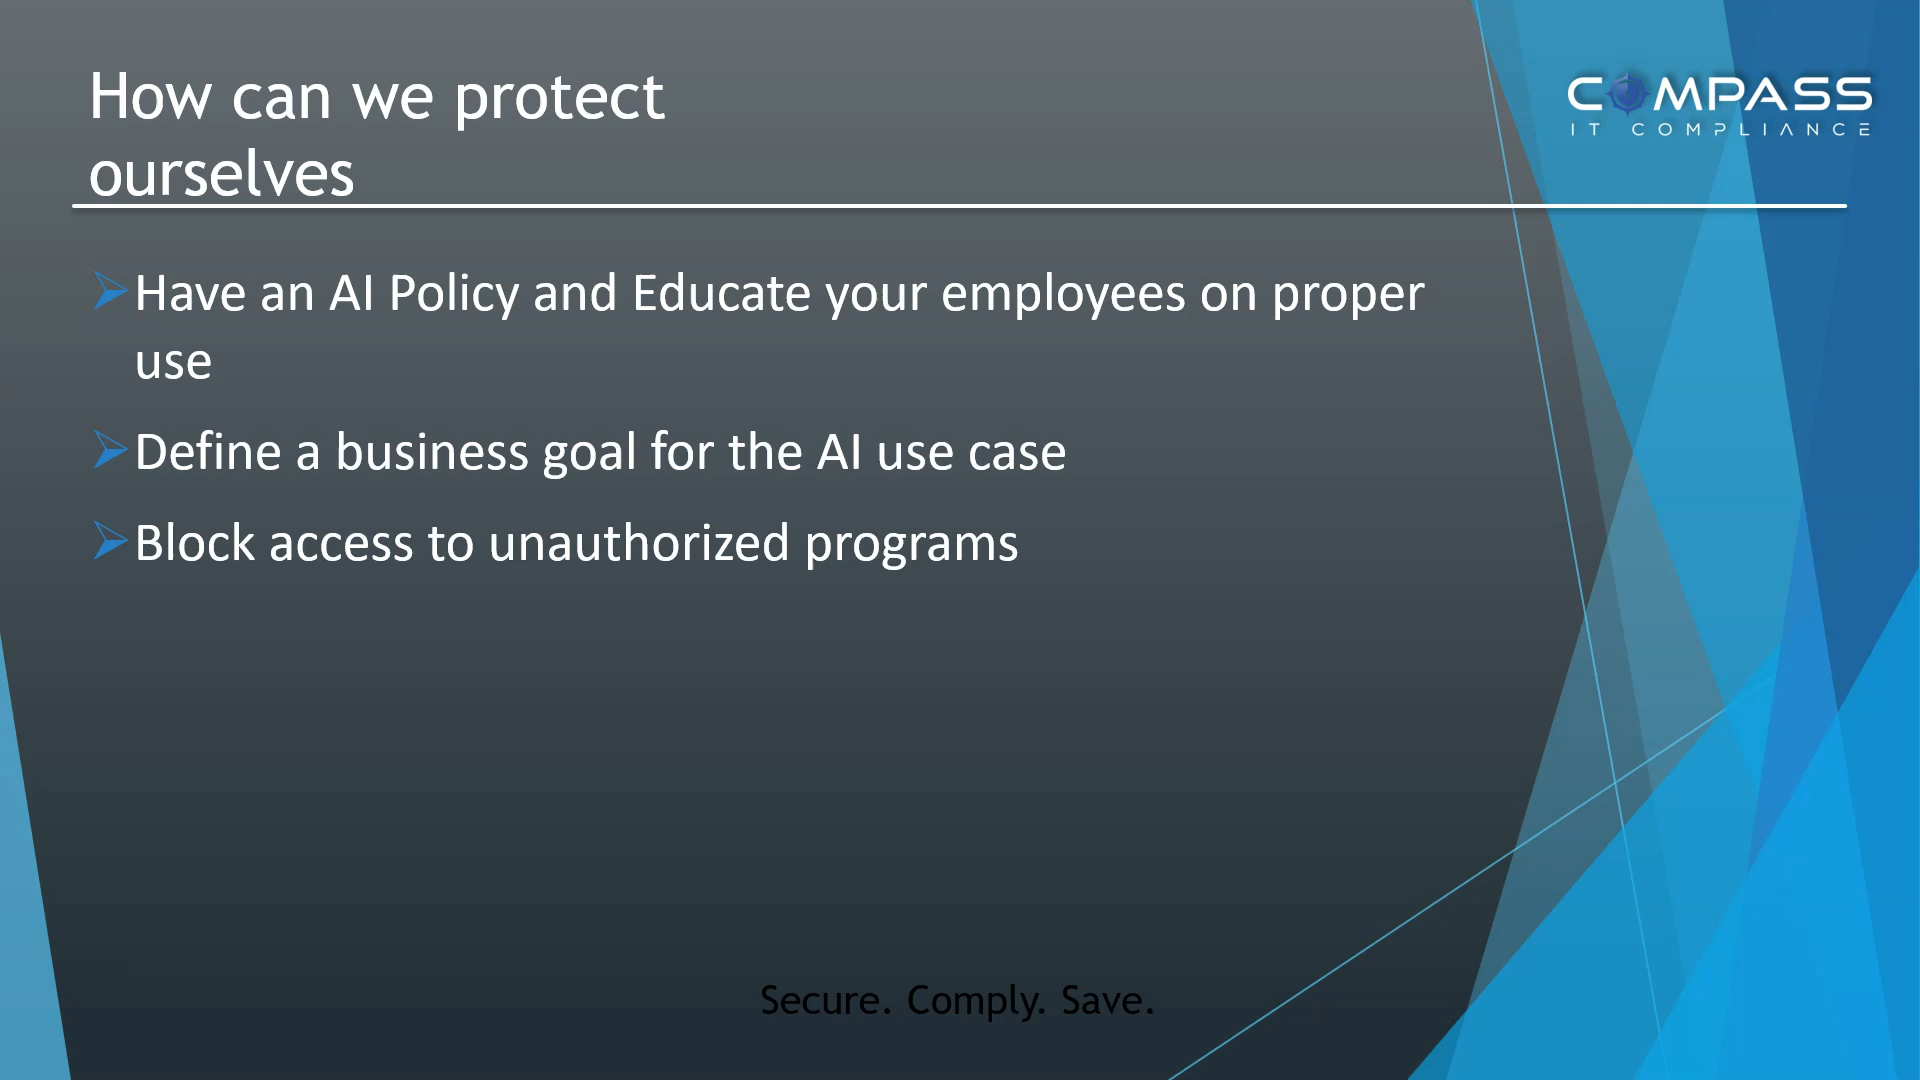 How can we protect
ourselves
COMPASS
IT COMPLIANCE
Have an AI Policy and Educate your employees on proper
use
Define a business goal for the AI use case
Block access to unauthorized programs
Secure. Comply. Save.